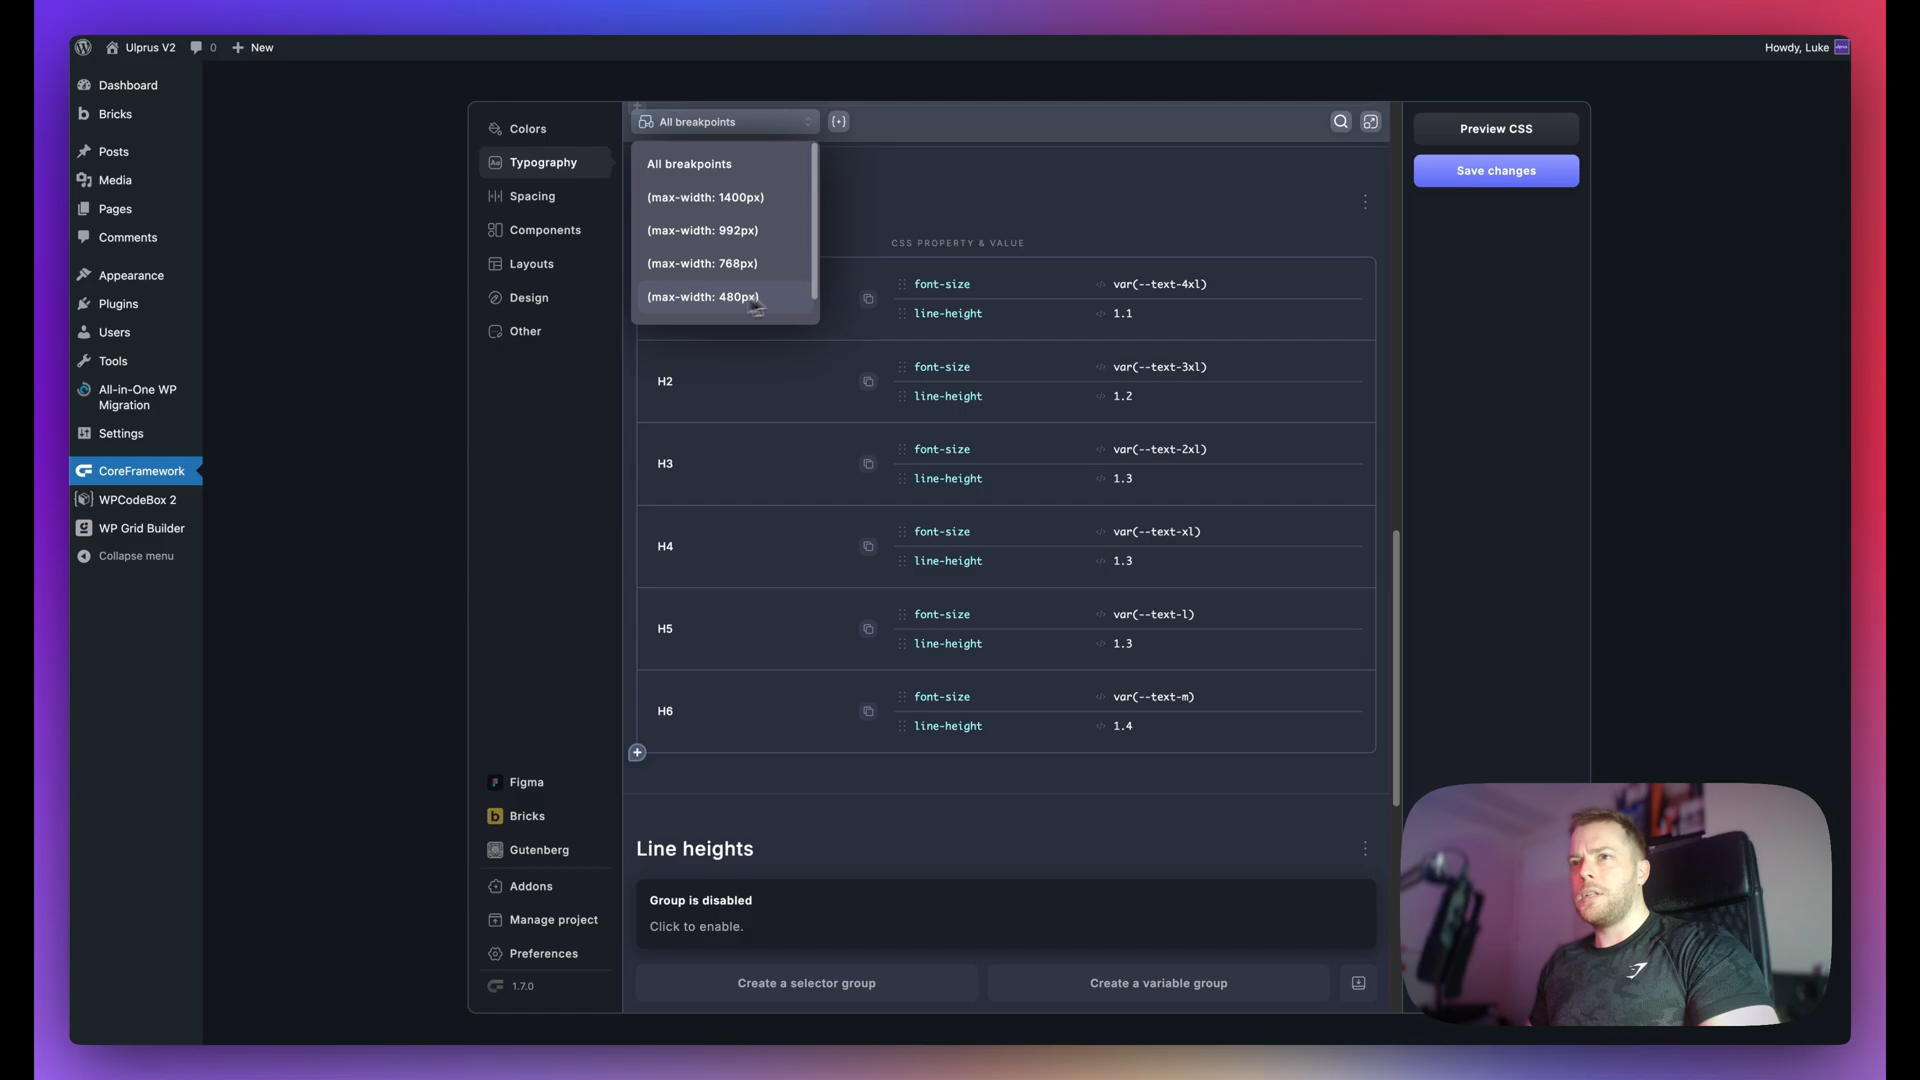 Ulprus V2
0
New
Howdy, Luke
Dashboard
Bricks
Posts
Media
Pages
Comments
Appearance
Plugins
Users
Tools
All-in-One WP
Migration
Settings
CoreFramework
WPCodeBox 2
WP Grid Builder
Collapse menu
Colors
Typography
Spacing
Components
Layouts
Design
Other
Figma
Bricks
Gutenberg
Addons
Manage project
Preferences
1.7.0
All breakpoints
All breakpoints
(max-width: 1400px)
(max-width: 992px)
(max-width: 768px)
(max-width: 480px)
CSS PROPERTY & VALUE
font-size var(--text-4xl)
line-height 1.1
H2
font-size var(--text-3xl)
line-height 1.2
H3
font-size var(--text-2xl)
line-height 1.3
H4
font-size var(--text-xl)
line-height 1.3
H5
font-size var(--text-l)
line-height 1.3
H6
font-size var(--text-m)
line-height 1.4
Line heights
Group is disabled
Click to enable.
Create a selector group
Create a variable group
Preview CSS
Save changes